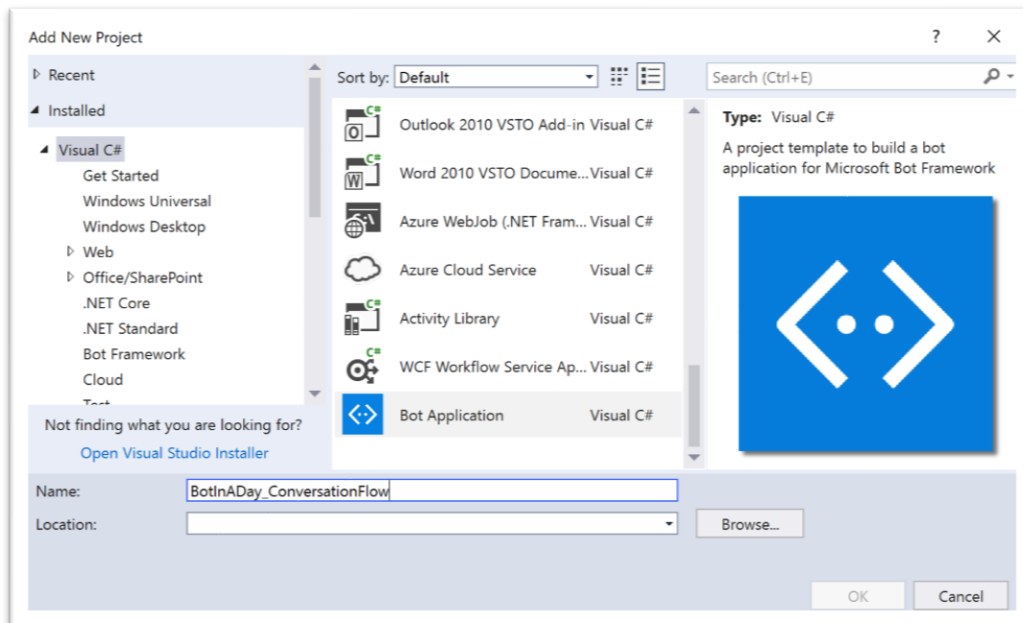 Add New Project
?
Recent
Installed
Visual C#
Get Started
Windows Universal
Windows Desktop
Web
Office/SharePoint
.NET Core
.NET Standard
Bot Framework
Cloud
Test
Not finding what you are looking for?
Open Visual Studio Installer
Sort by: Default
Search (Ctrl+E)
Outlook 2010 VSTO Add-in Visual C#
Word 2010 VSTO Docume... Visual C#
Azure WebJob (.NET Fram... Visual C#
Azure Cloud Service Visual C#
Activity Library Visual C#
WCF Workflow Service Ap... Visual C#
Bot Application Visual C#
Type: Visual C#
A project template to build a bot
application for Microsoft Bot Framework
Name: BotInADay_ConversationFlow
Location:
Browse...
OK Cancel